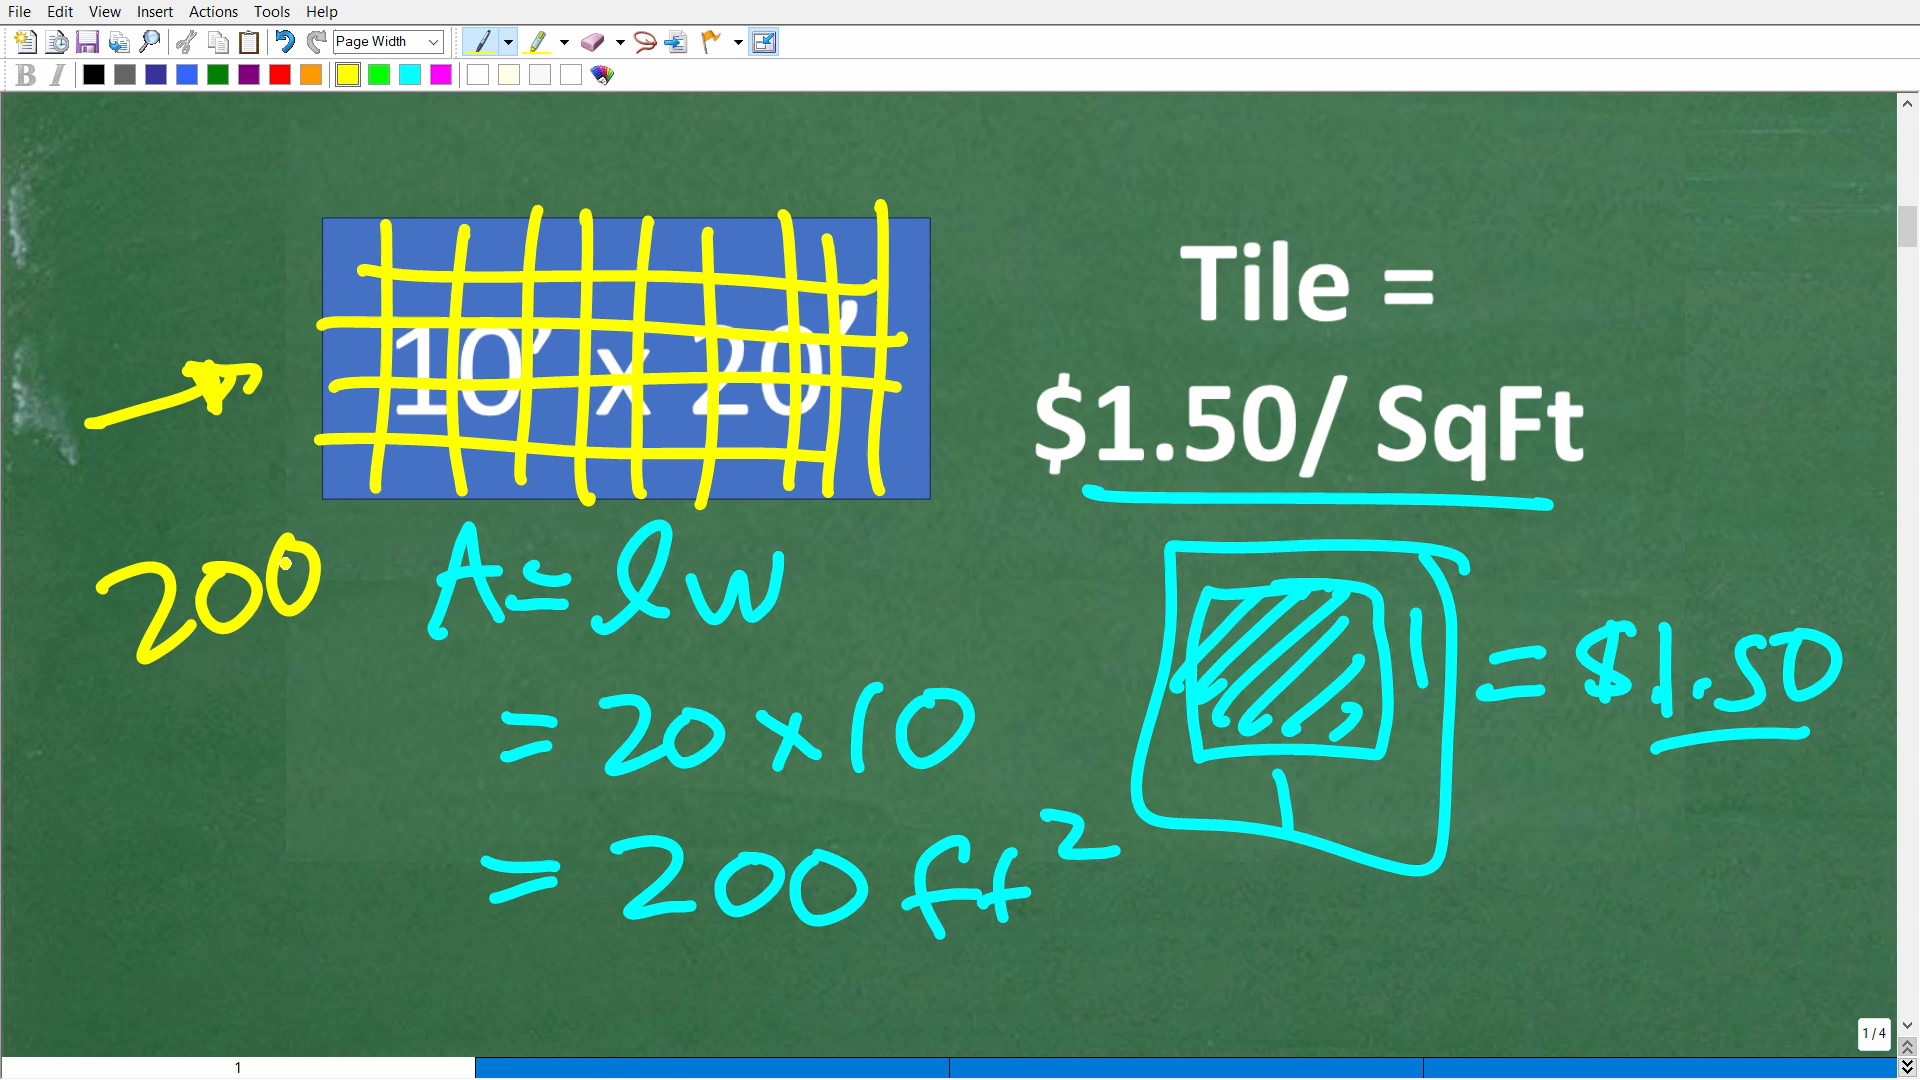 File Edit View Insert Actions Tools Help
Page Width
B I
10' x 20'
Tile =
$1.50/ SqFt
200
A = lw
= 20 x 10
= 200 ft²
1
1
= $1.50
1 / 4
1